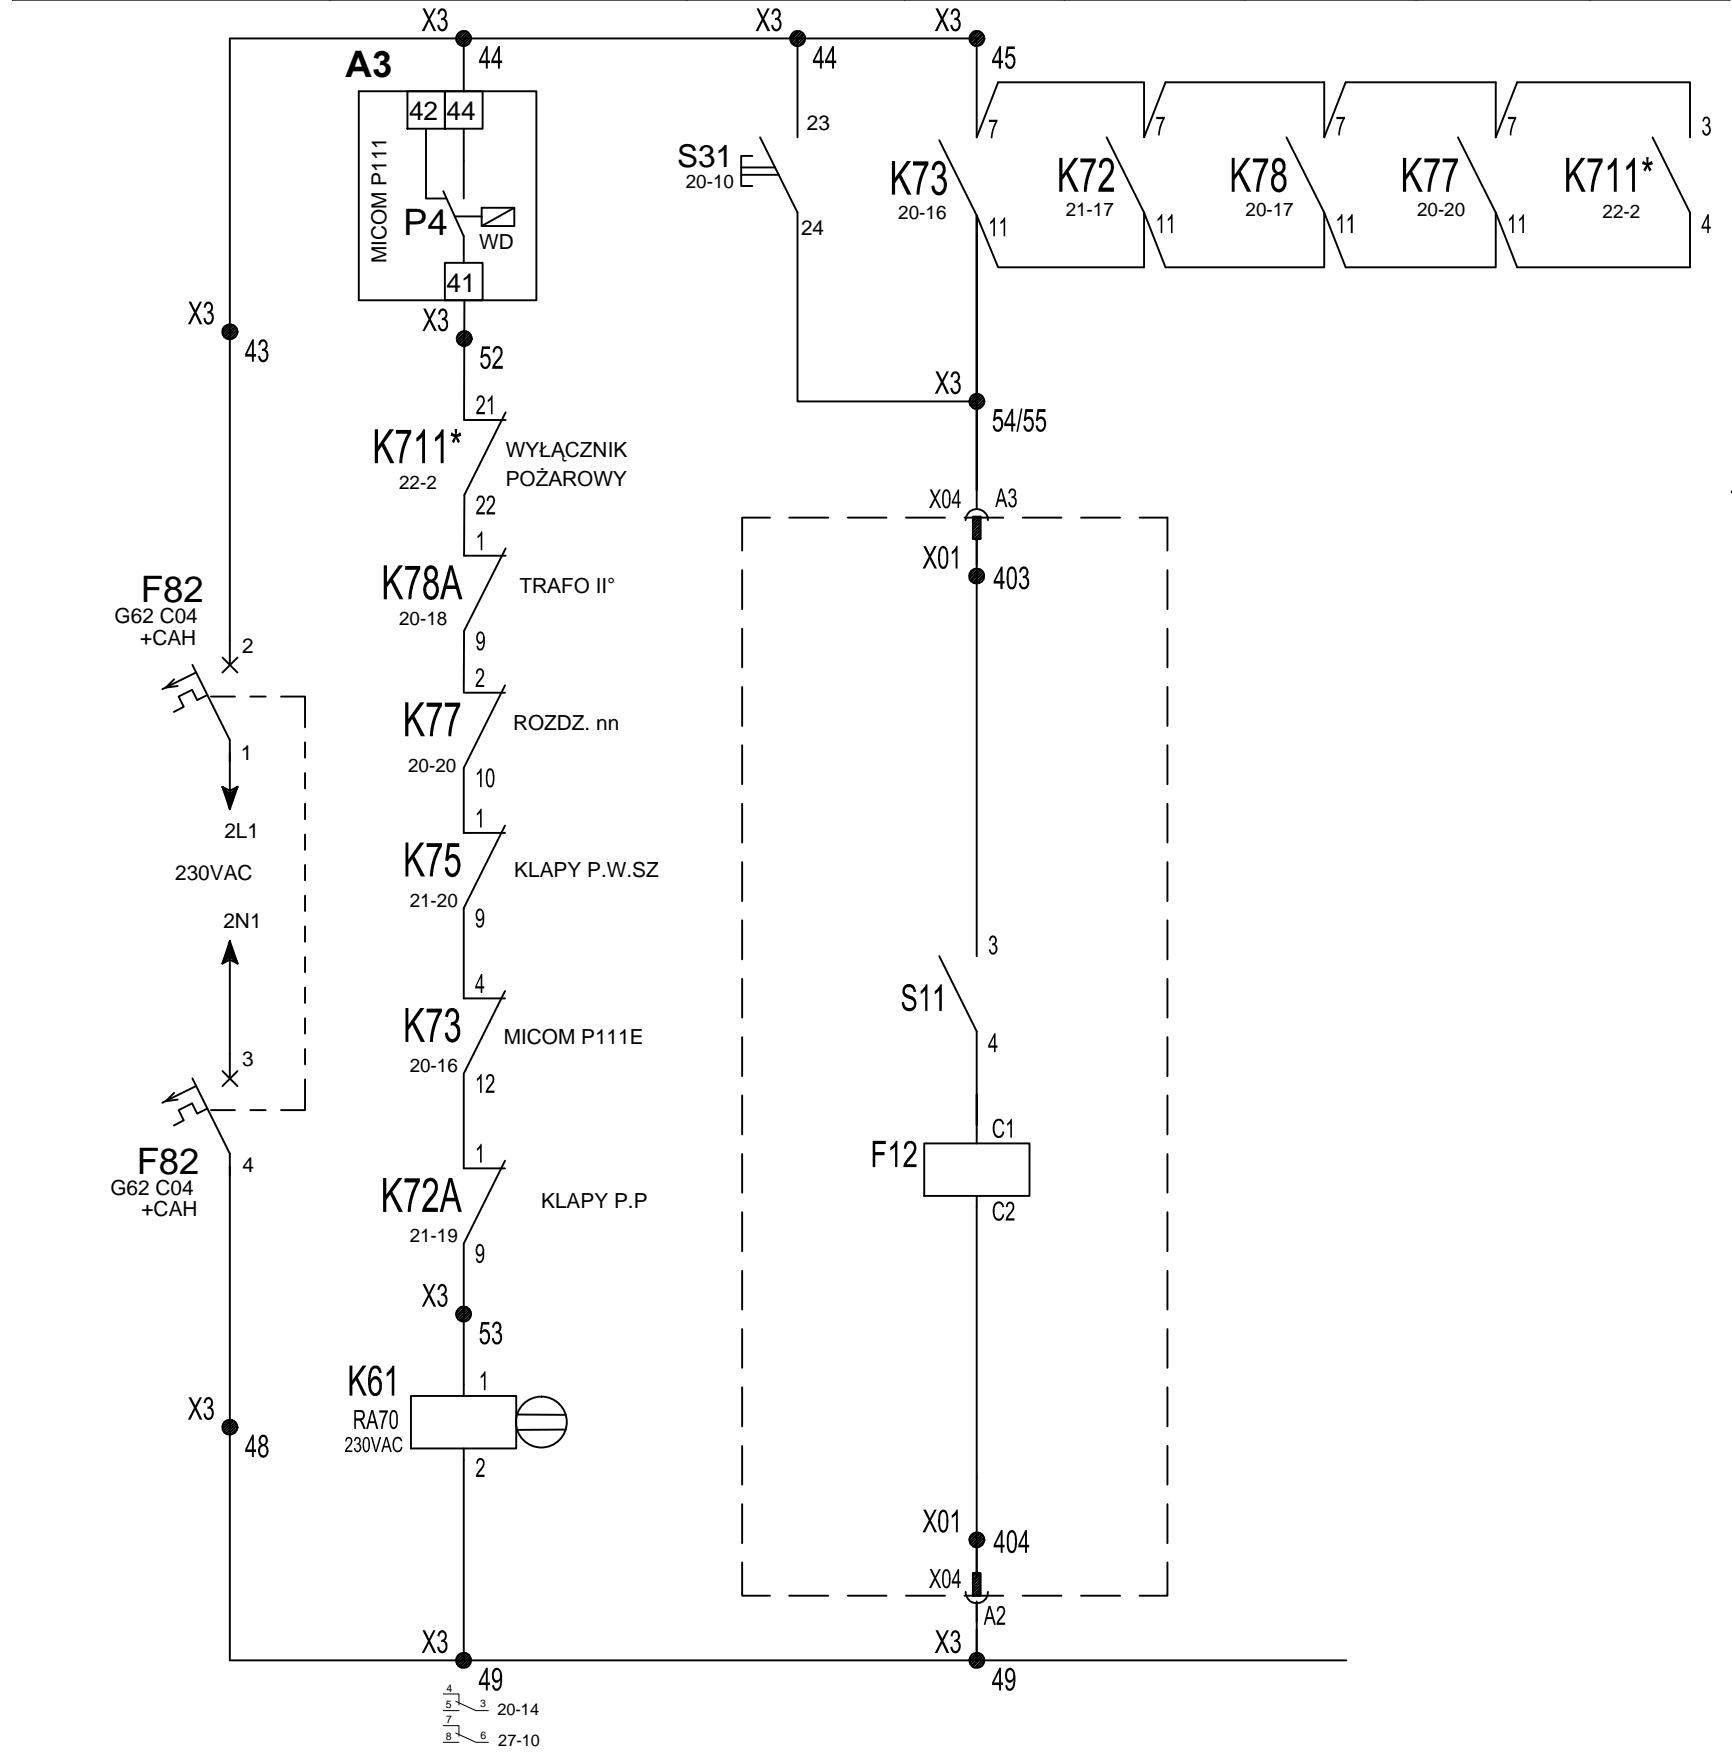 X3
44
X3
44
X3
45
A3
42 44
MICOM P111
P4
WD
41
X3
52
S31
20-10
23
24
K73
20-16
7
11
K72
21-17
7
11
K78
20-17
7
11
K77
20-20
7
11
K711*
22-2
3
4
X3
43
X3
54/55
K711*
22-2
21
22
WYŁĄCZNIK
POŻAROWY
X04
A3
X01
403
K78A
20-18
1
9
TRAFO II°
F82
G62 C04
+CAH
2
1
K77
20-20
2
10
ROZDZ. nn
2L1
230VAC
2N1
K75
21-20
1
9
KLAPY P.W.SZ
S11
3
4
K73
20-16
4
12
MICOM P111E
3
F82
G62 C04
+CAH
4
F12
C1
C2
K72A
21-19
1
9
KLAPY P.P
X3
53
K61
RA70
230VAC
1
2
X3
48
X01
404
X04
A2
X3
49
X3
49
4
5 3 20-14
7
8 6 27-10